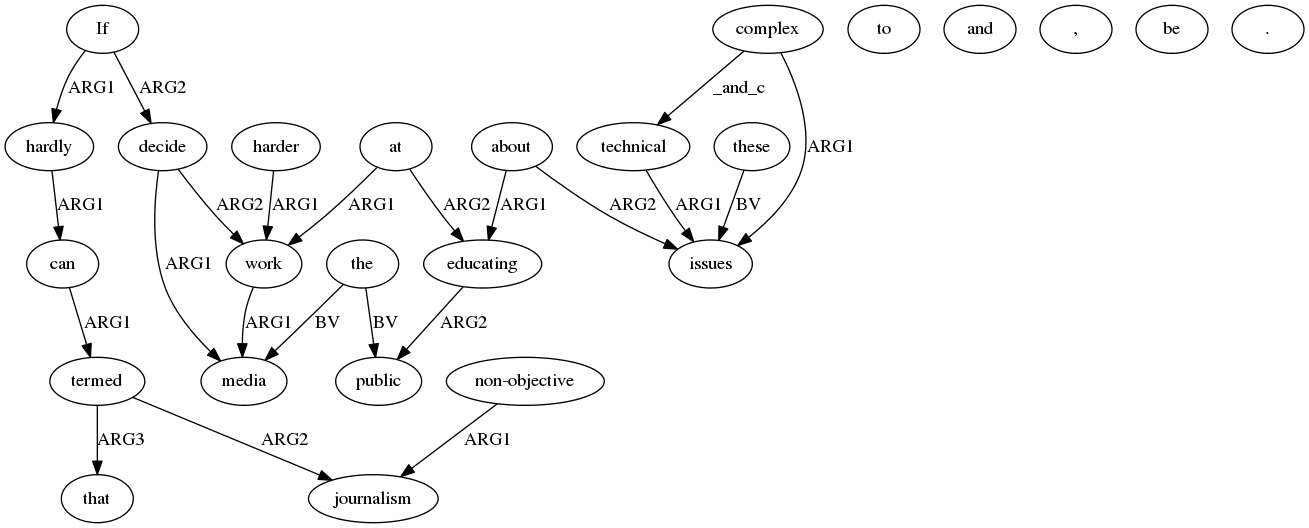 If complex to and , be .
ARG1 ARG2 _and_c
hardly decide harder at about technical these ARG1
ARG1 ARG2 ARG1 ARG1 ARG2 ARG1 ARG2 ARG1 BV
can ARG1 work the educating issues
ARG1 ARG1 BV BV ARG2
termed media public non-objective
ARG3 ARG2 ARG1
that journalism